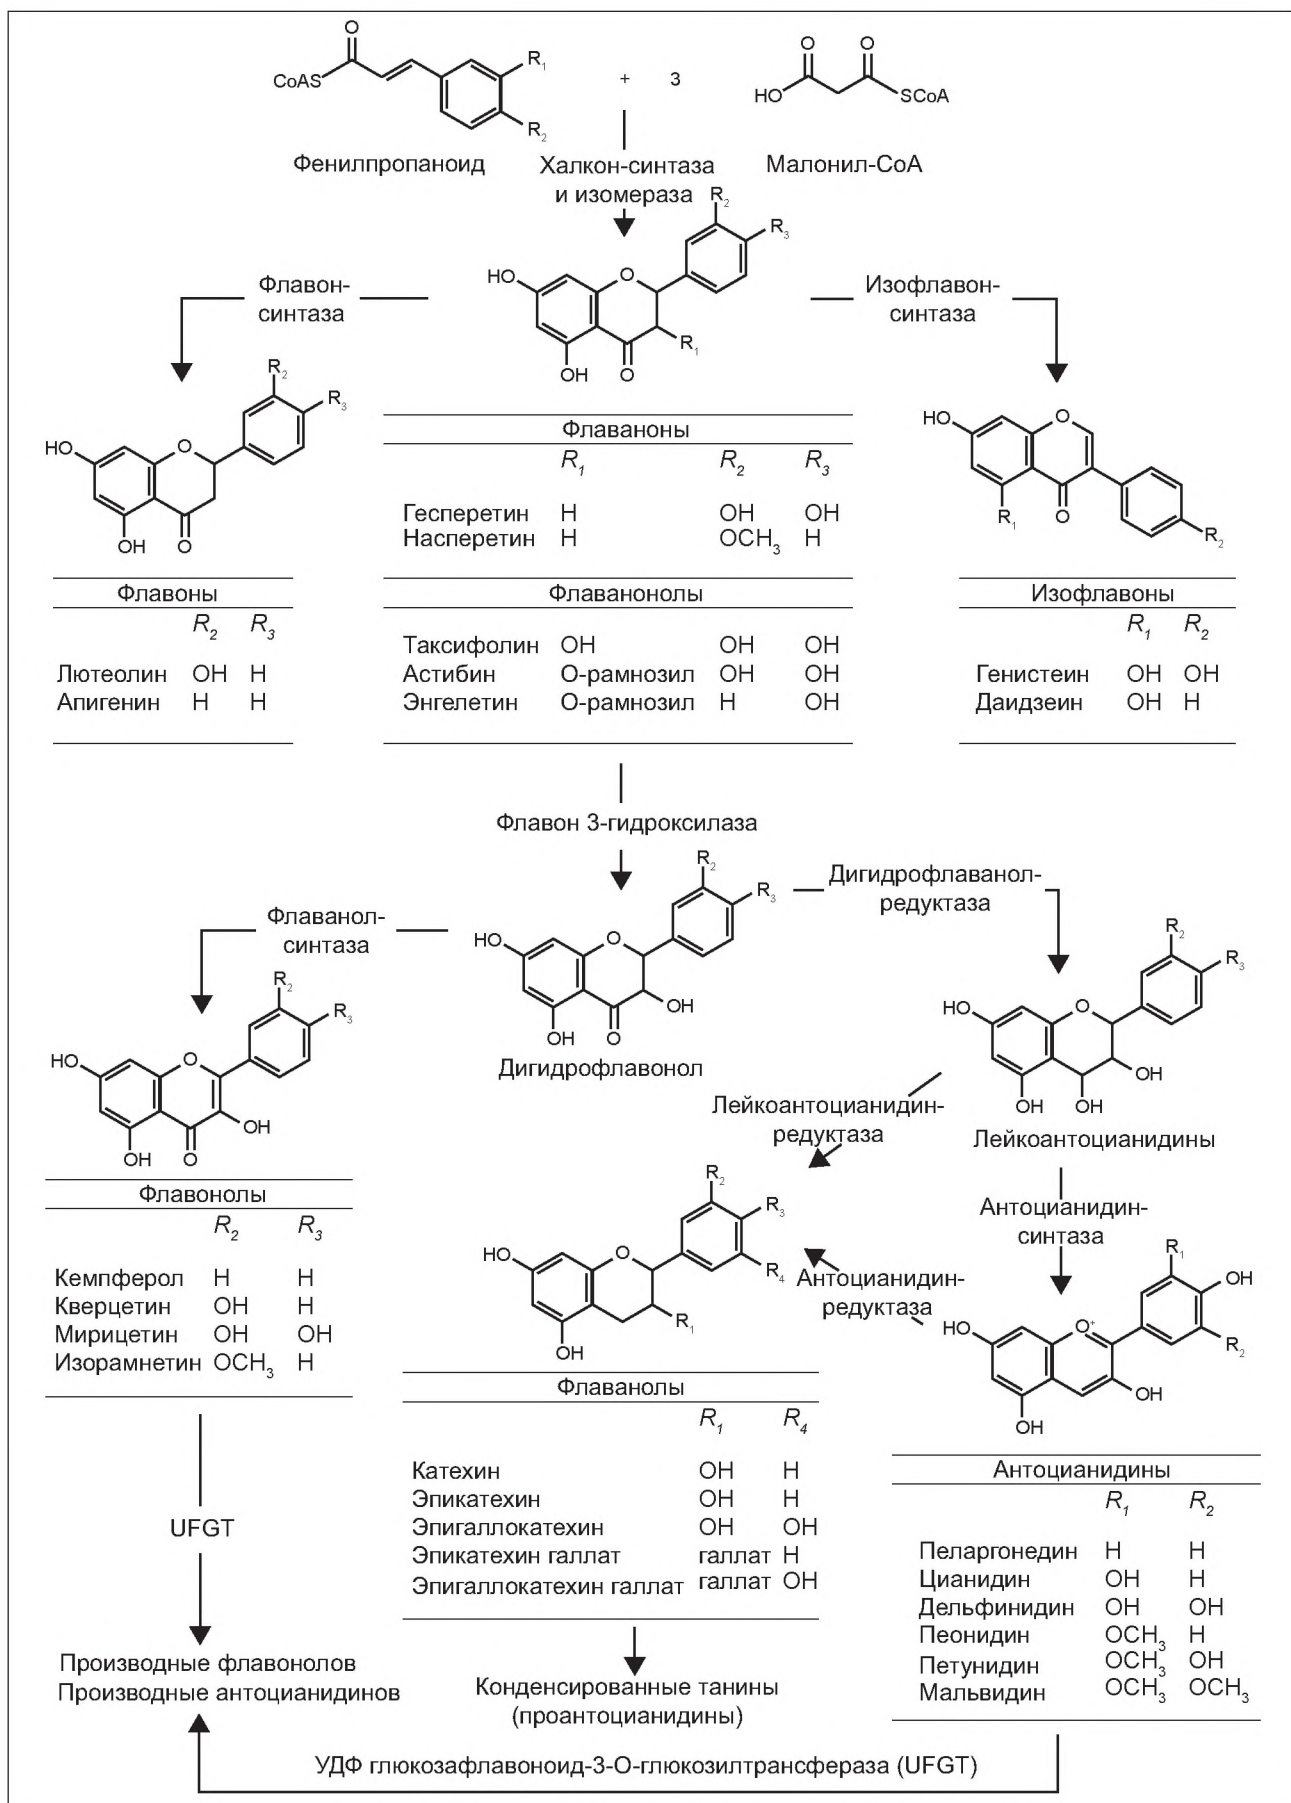 O
CoAS
R1
R2
+ 3
O O
HO
SCoA
Фенилпропаноид
Халкон-синтаза
и изомераза
Малонил-CoA
R2
R3
HO
O
R1
OH
O
Флавон-
синтаза
Изофлавон-
синтаза
R2
R3
HO
O
OH
O
HO
O
R1
O
R2
Флаваноны
R1 R2 R3
Гесперетин H OH OH
Насперетин H OCH3 H
Флаванонолы
Таксифолин OH OH OH
Астибин О-рамнозил OH OH
Энгелетин О-рамнозил H OH
Флавоны
R2 R3
Лютеолин OH H
Апигенин H H
Изофлавоны
R1 R2
Генистеин OH OH
Даидзеин OH H
Флавон 3-гидроксилаза
R2
R3
HO
O
OH
OH
O
Дигидрофлавонол
Флаванол-
синтаза
Дигидрофлаванол-
редуктаза
R2
R3
HO
O
OH
OH
O
R2
R3
HO
O
OH
OH
OH
Лейкоантоцианидины
Лейкоантоцианидин-
редуктаза
Антоцианидин-
синтаза
Антоцианидин-
редуктаза
R2
R3
R4
HO
O
R1
OH
R1
OH
R2
HO
O+
OH
OH
Флавонолы
R2 R3
Кемпферол H H
Кверцетин OH H
Мирицетин OH OH
Изорамнетин OCH3 H
Флаванолы
R1 R4
Катехин OH H
Эпикатехин OH H
Эпигаллокатехин OH OH
Эпикатехин галлат галлат H
Эпигаллокатехин галлат галлат OH
Антоцианидины
R1 R2
Пеларгонедин H H
Цианидин OH H
Дельфинидин OH OH
Пеонидин OCH3 H
Петунидин OCH3 OH
Мальвидин OCH3 OCH3
UFGT
Производные флавонолов
Производные антоцианидинов
Конденсированные танины
(проантоцианидины)
УДФ глюкозафлавоноид-3-О-глюкозилтрансфераза (UFGT)